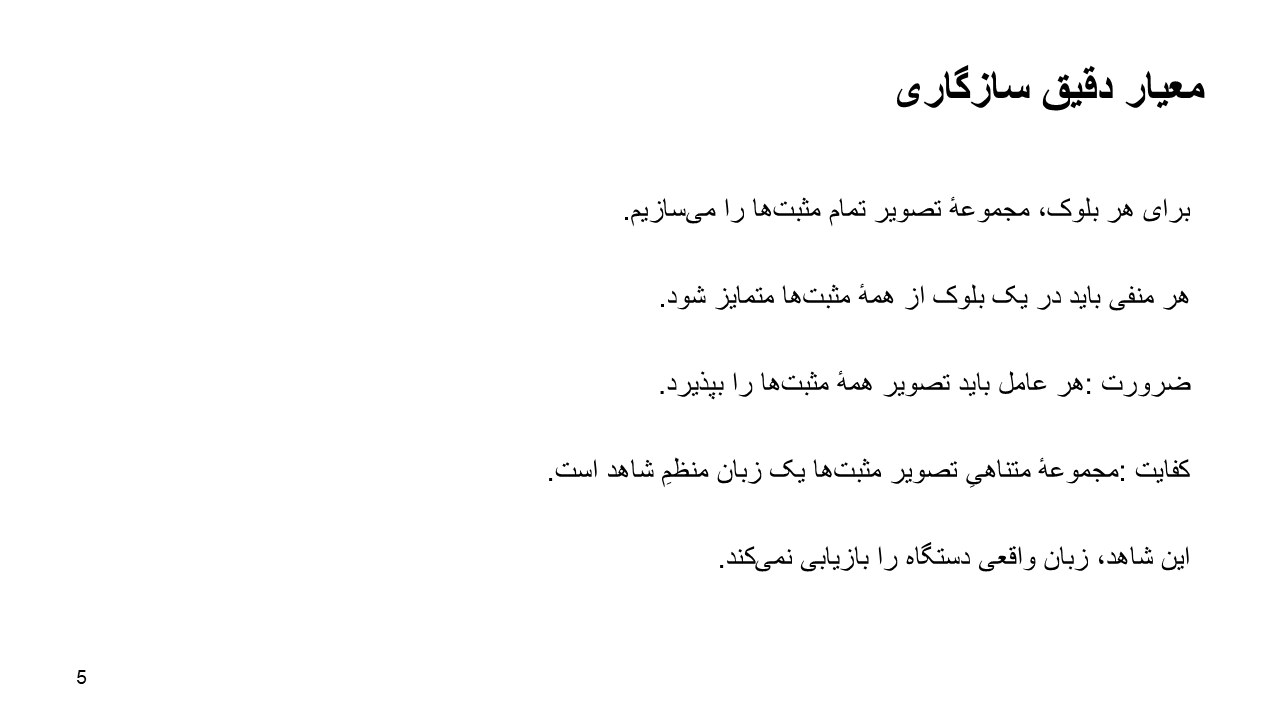 معیار دقیق سازگاری
برای هر بلوک، مجموعهٔ تصویر تمام مثبت‌ها را می‌سازیم.
هر منفی باید در یک بلوک از همهٔ مثبت‌ها متمایز شود.
ضرورت :هر عامل باید تصویر همهٔ مثبت‌ها را بپذیرد.
کفایت :مجموعهٔ متناهیِ تصویر مثبت‌ها یک زبان منظمِ شاهد است.
این شاهد، زبان واقعی دستگاه را بازیابی نمی‌کند.
5